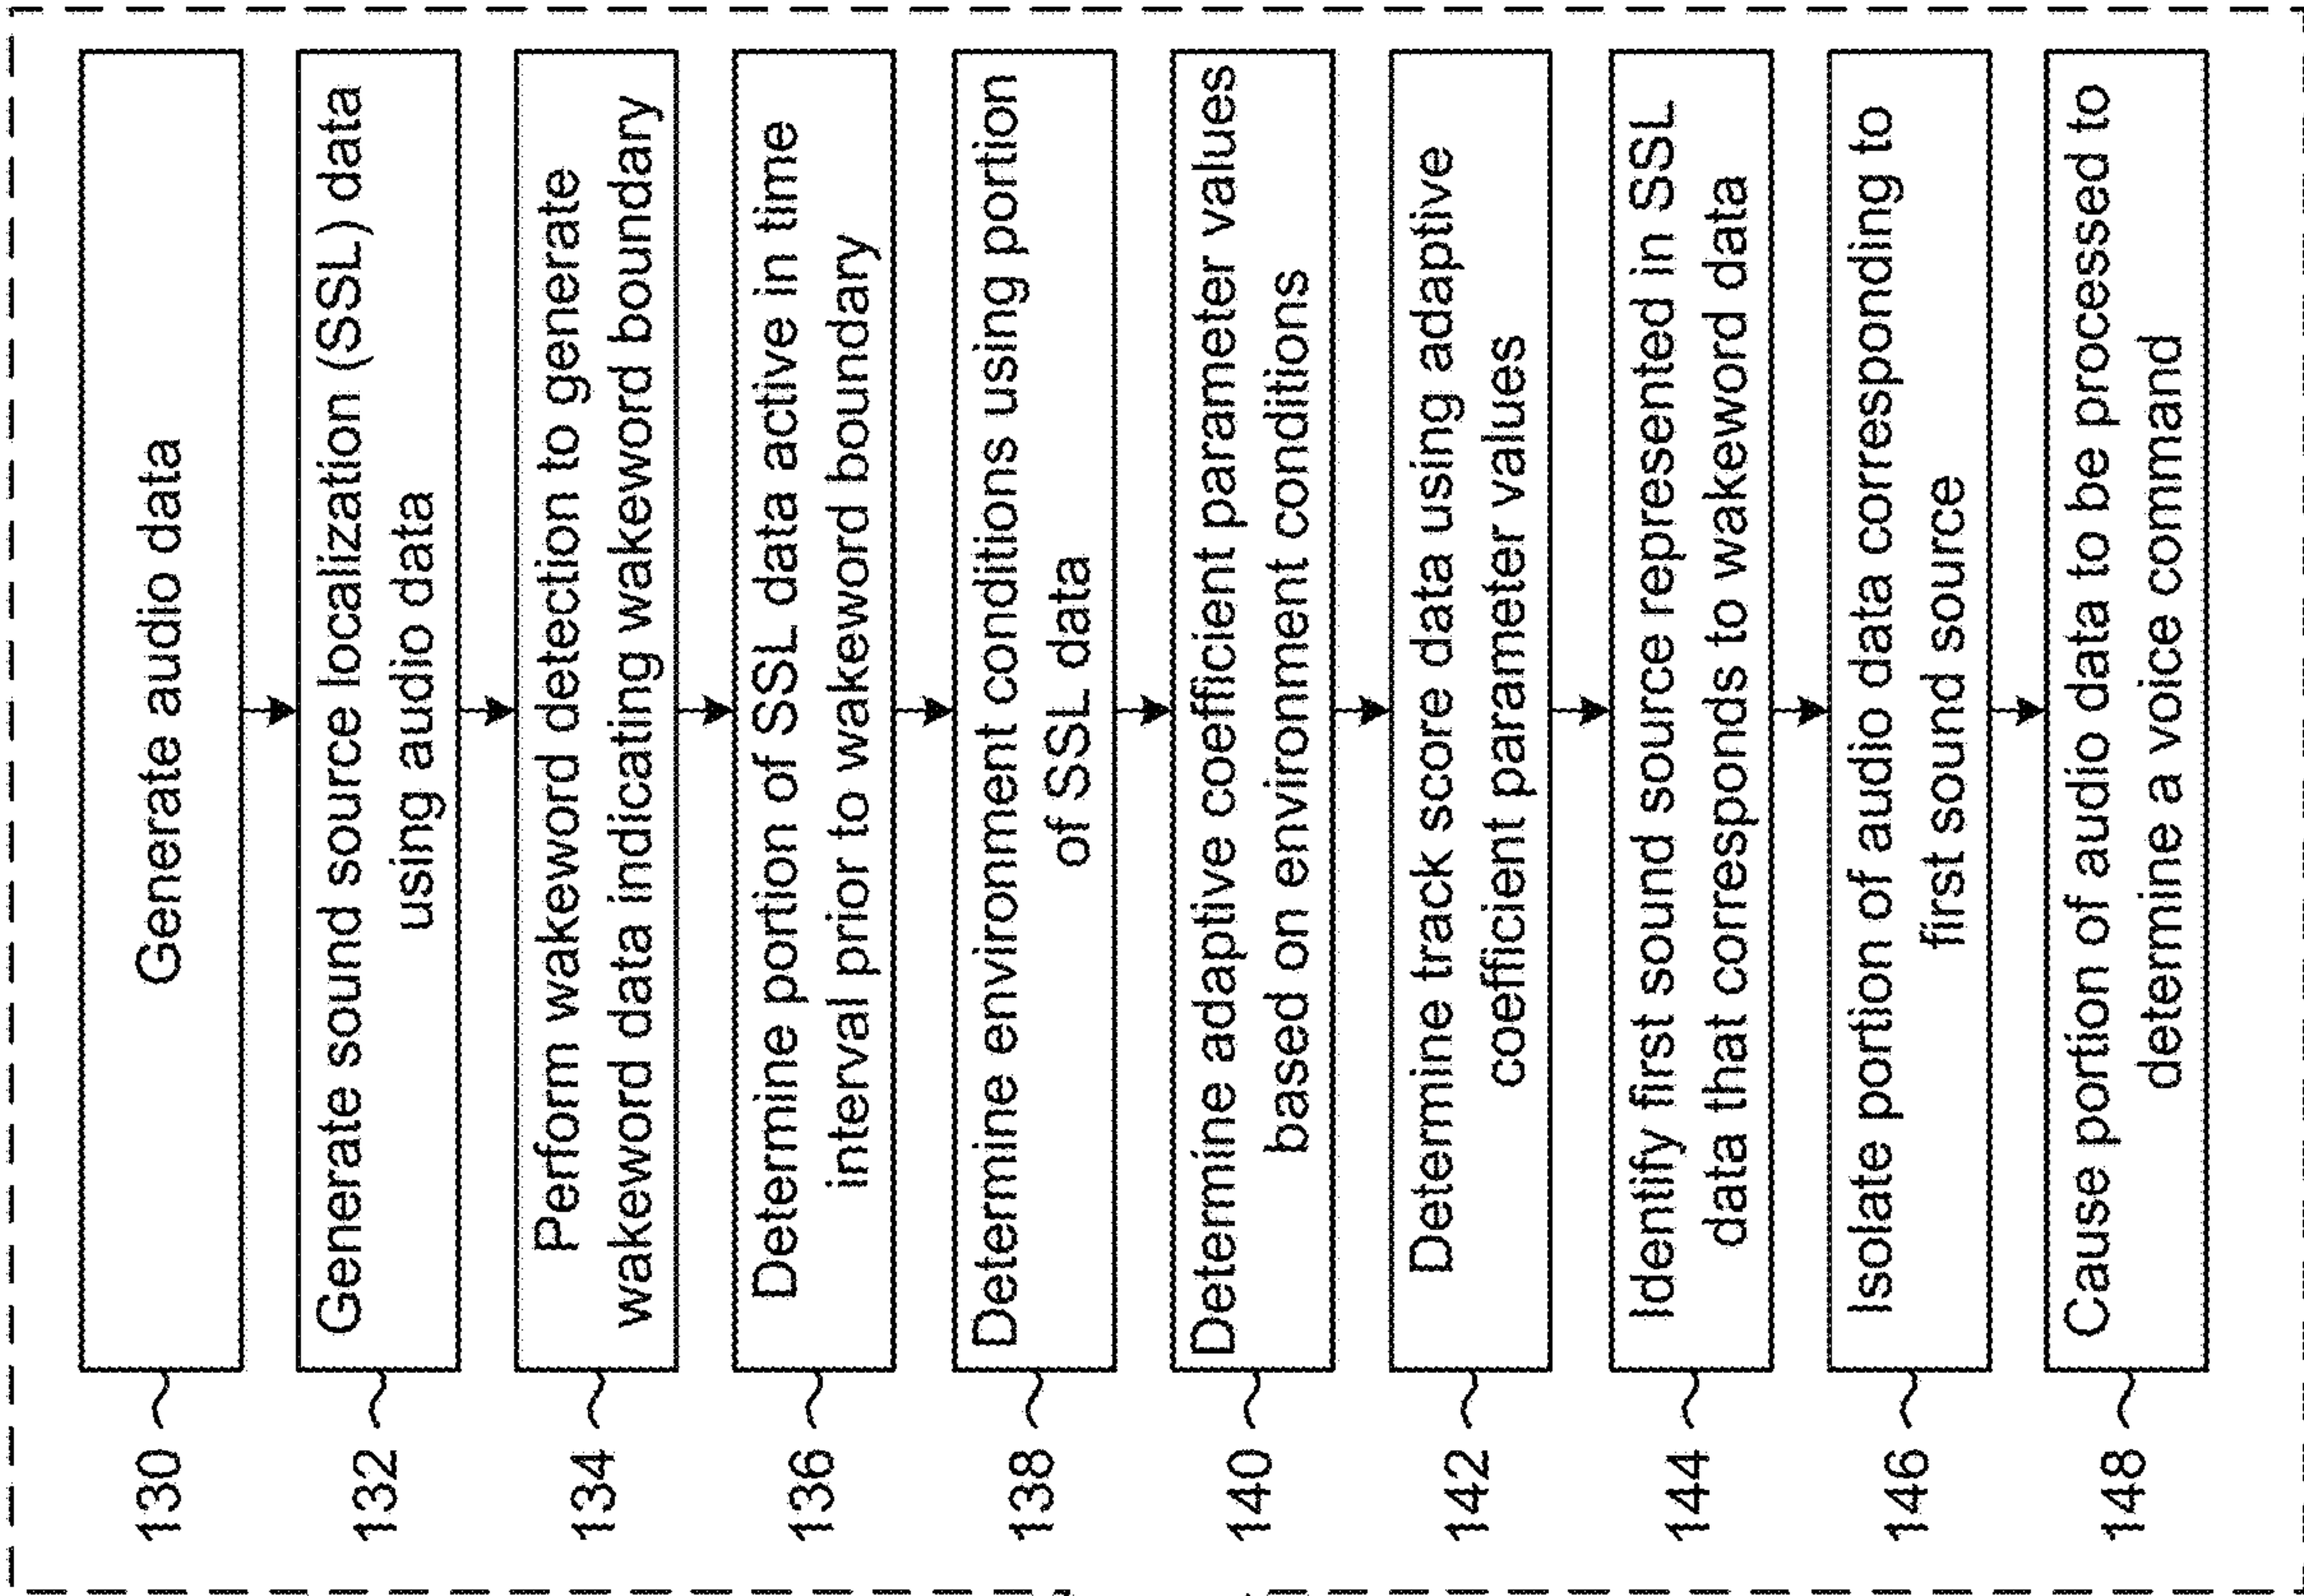 130
Generate audio data
132
Generate sound source localization (SSL) data
using audio data
134
Perform wakeword detection to generate
wakeword data indicating wakeword boundary
136
Determine portion of SSL data active in time
interval prior to wakeword boundary
138
Determine environment conditions using portion
of SSL data
140
Determine adaptive coefficient parameter values
based on environment conditions
142
Determine track score data using adaptive
coefficient parameter values
144
Identify first sound source represented in SSL
data that corresponds to wakeword data
146
Isolate portion of audio data corresponding to
first sound source
148
Cause portion of audio data to be processed to
determine a voice command